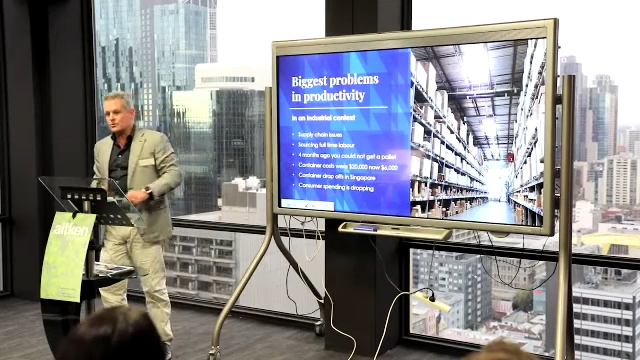 Biggest problems
in productivity
In an industrial context
• Supply chain issues
• Sourcing full time labour
• 4 months ago you could not get a pallet
• Container costs were $20,000 now $6,000
• Container drop offs in Singapore
• Consumer spending is dropping
aitken